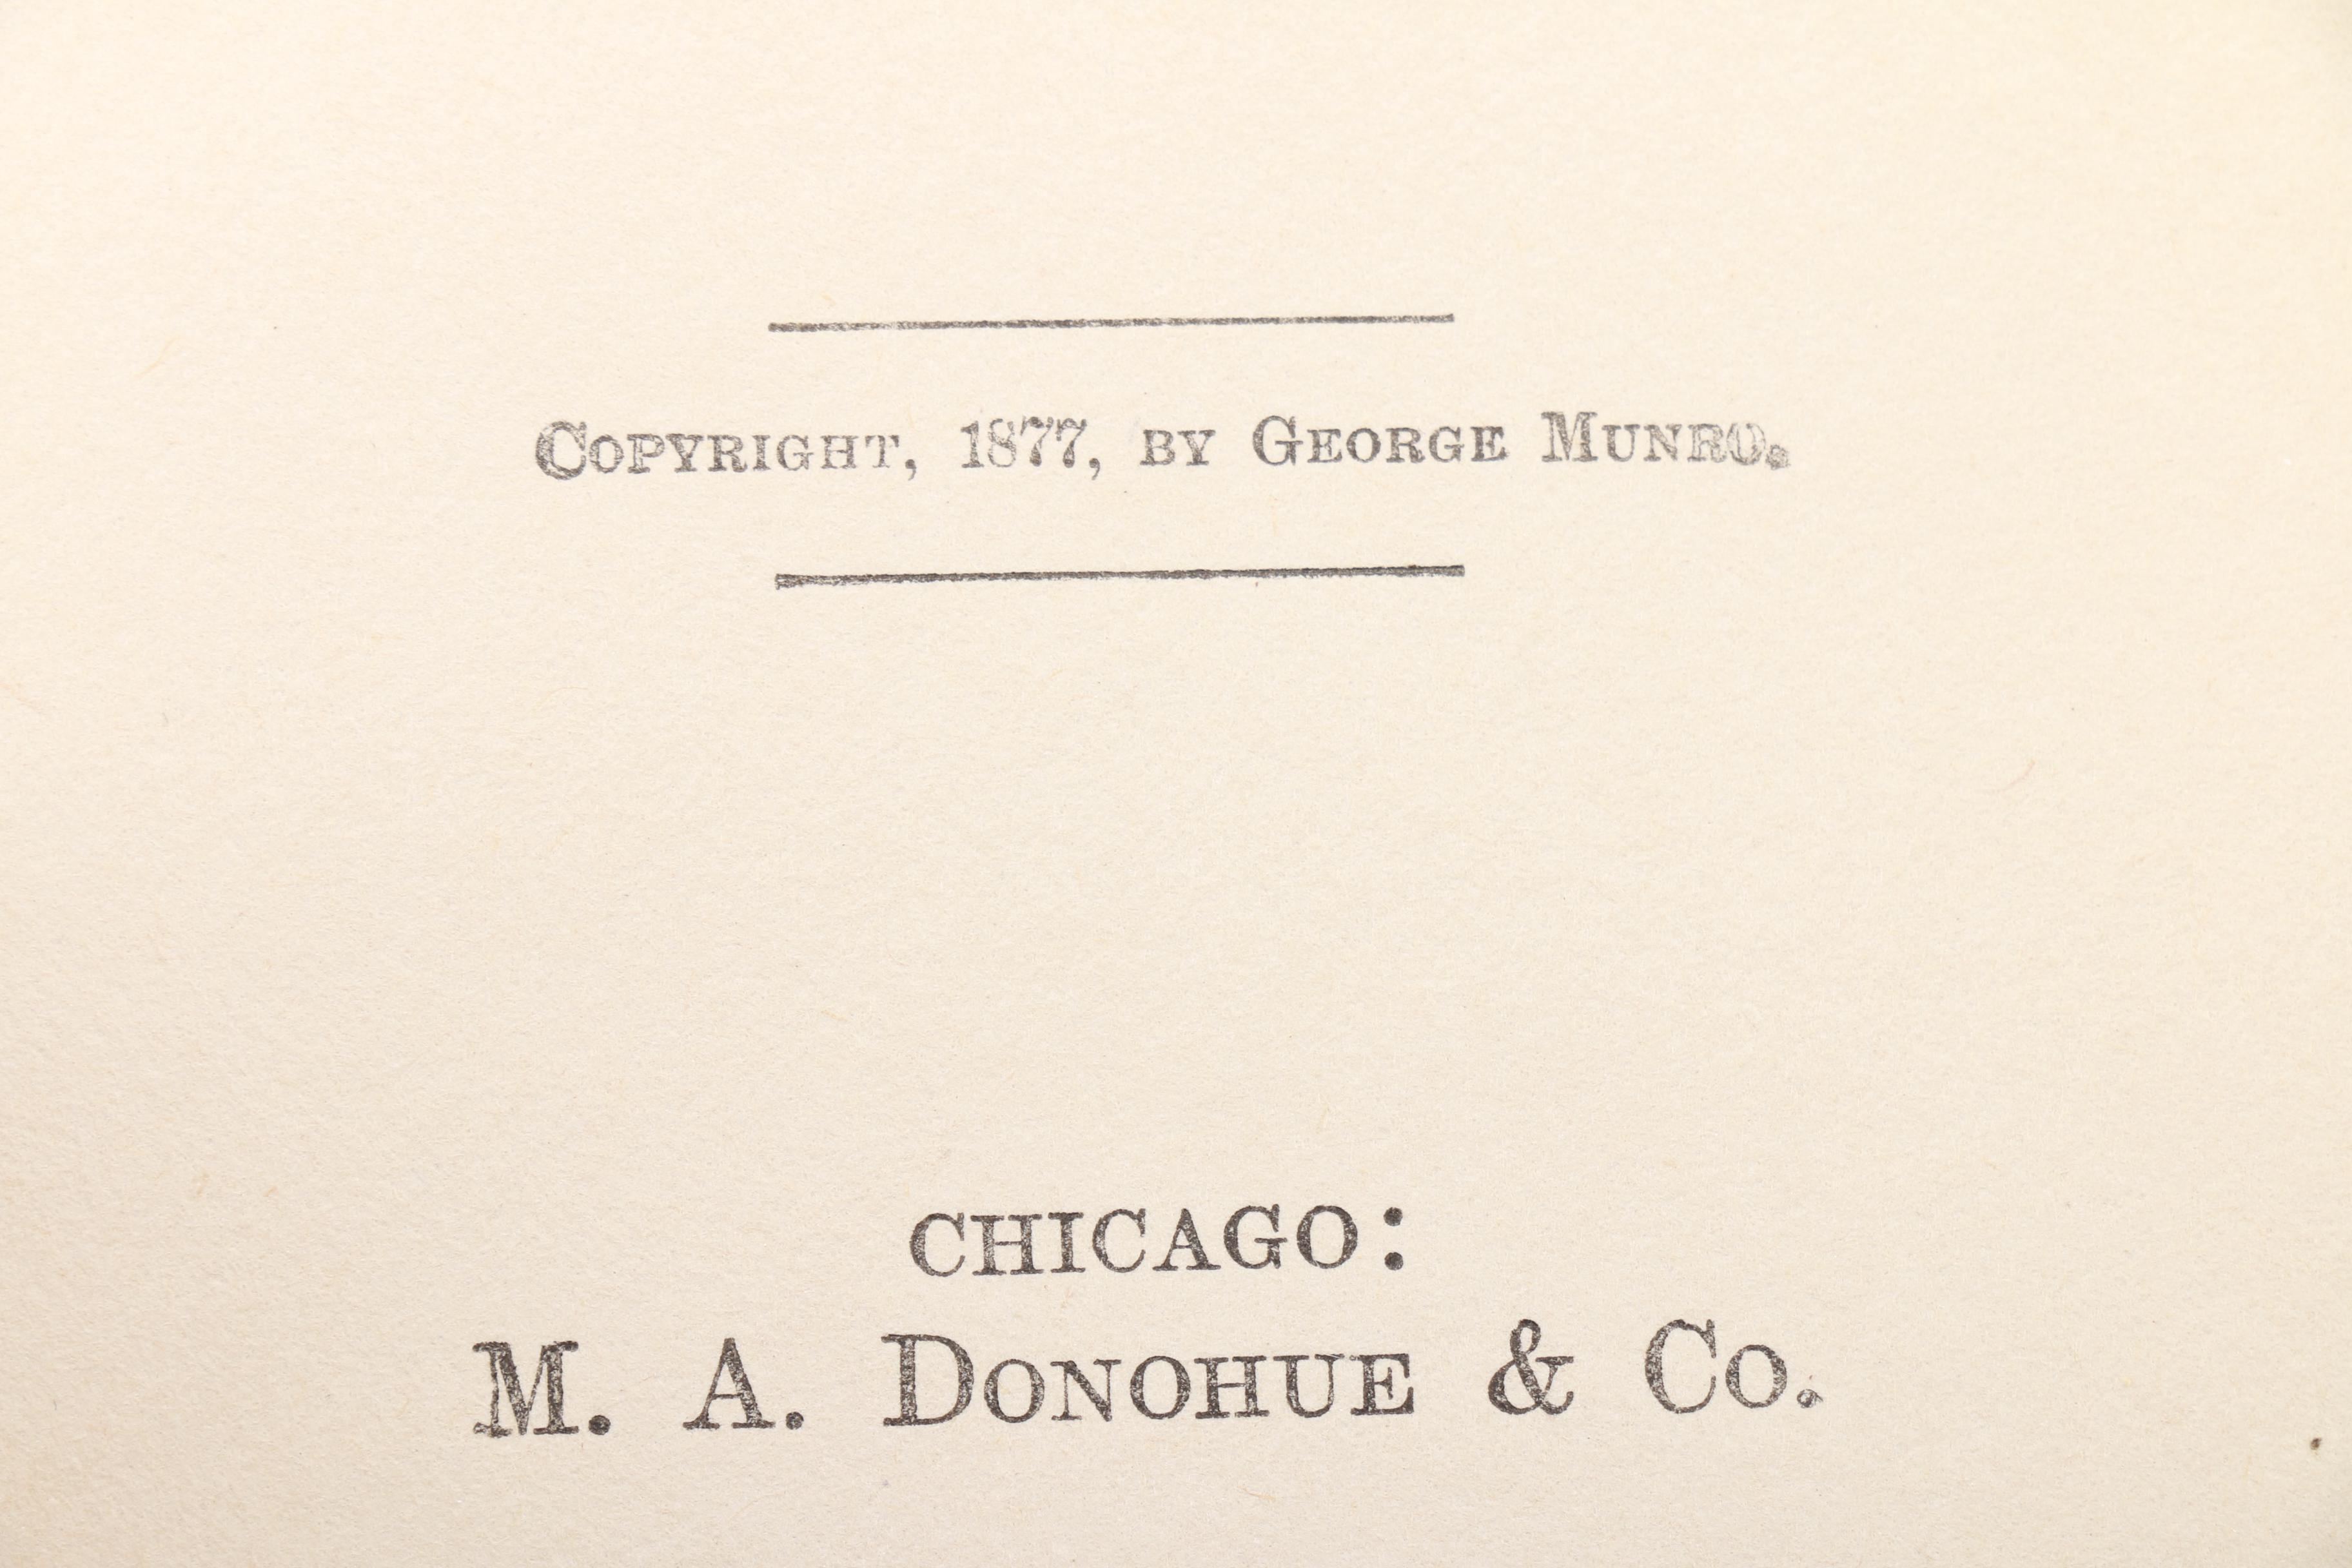 Copyright, 1877, by George Munro.
CHICAGO:
M. A. Donohue & Co.